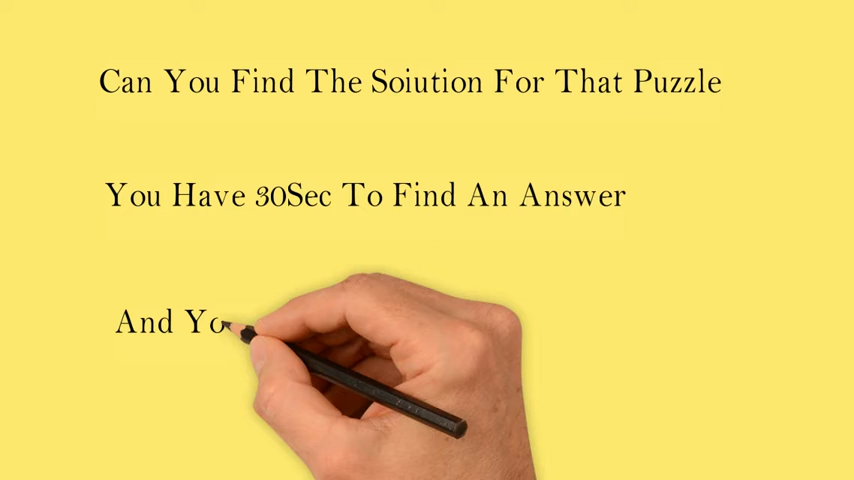 Can You Find The Soiution For That Puzzle
You Have 30Sec To Find An Answer
And Yo